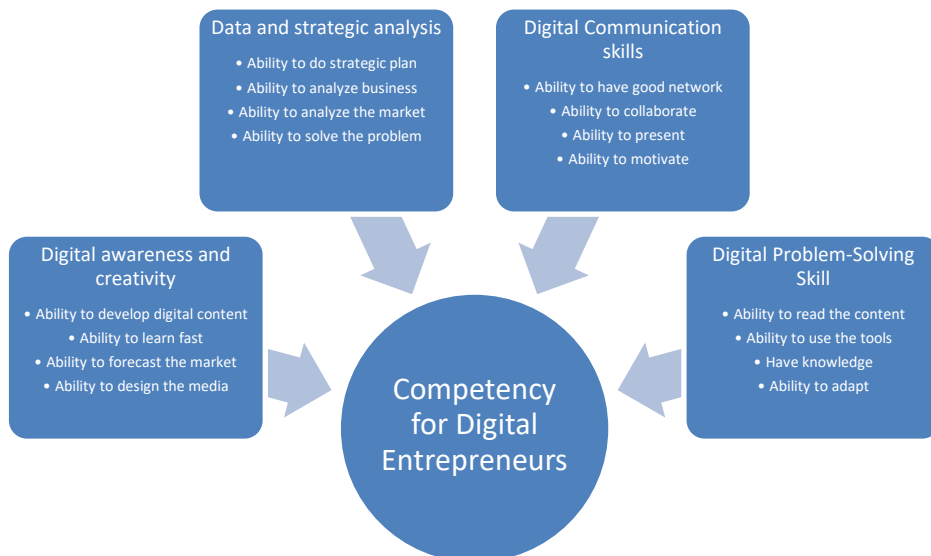 Data and strategic analysis
• Ability to do strategic plan
• Ability to analyze business
• Ability to analyze the market
• Ability to solve the problem
Digital Communication
skills
• Ability to have good network
• Ability to collaborate
• Ability to present
• Ability to motivate
Digital awareness and
creativity
• Ability to develop digital content
• Ability to learn fast
• Ability to forecast the market
• Ability to design the media
Digital Problem-Solving
Skill
• Ability to read the content
• Ability to use the tools
• Have knowledge
• Ability to adapt
Competency
for Digital
Entrepreneurs